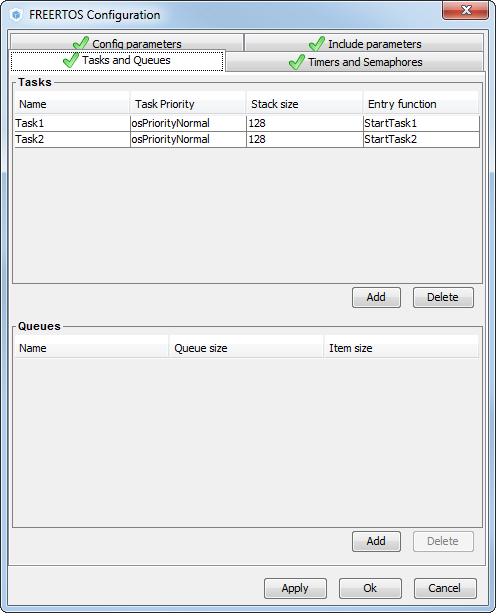 FREERTOS Configuration
Config parameters
Include parameters
Tasks and Queues
Timers and Semaphores
Tasks
Name Task Priority Stack size Entry function
Task1 osPriorityNormal 128 StartTask1
Task2 osPriorityNormal 128 StartTask2
Add Delete
Queues
Name Queue size Item size
Add Delete
Apply Ok Cancel